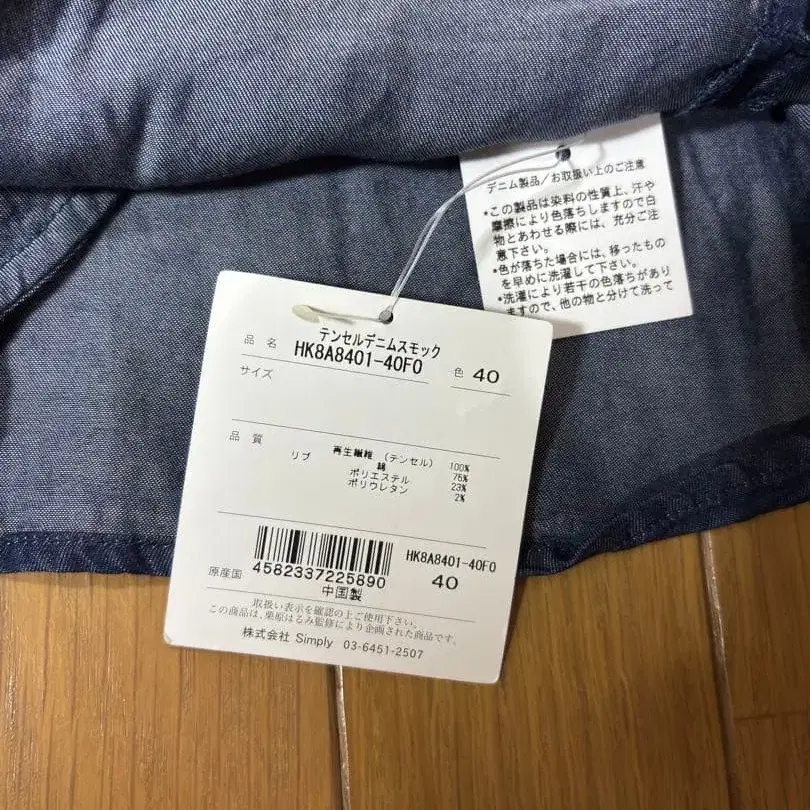 デニム製品/お取扱い上のご注意
*この製品は染料の性質上、汗や
摩擦により色落ちしますので白
物とあわせる際には、充分ご注
意下さい。
*色が落ちた場合には、移ったもの
を早めに洗濯して下さい。
*洗濯により若干の色落ちがあり
ますので、他の物と分けて洗って
品名 テンセルデニムスモック
HK8A8401-40F0 色 40
サイズ
品質
再生繊維 (テンセル) 100%
リブ 綿 75%
ポリエステル 23%
ポリウレタン 2%
HK8A8401-40F0
4582337225890 40
原産国 中国製
取扱い表示を確認の上ご使用下さい。
この商品は、栗原はるみ監修により企画された商品です。
株式会社 Simply 03-6451-2507